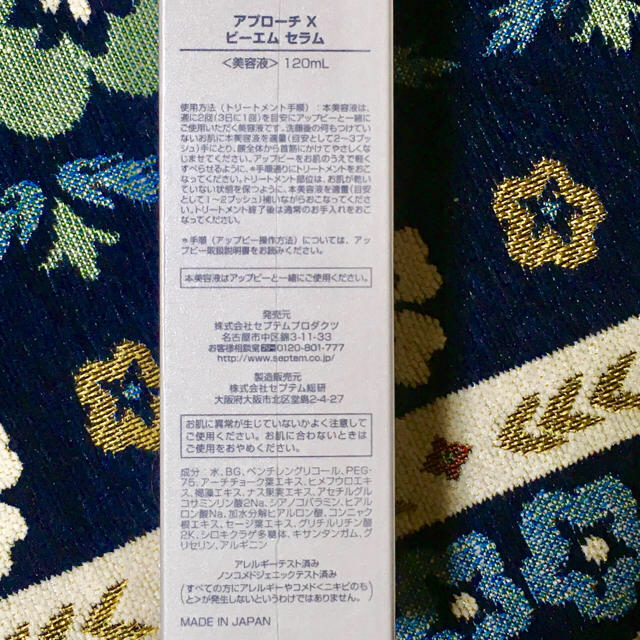 アプローチ X
ビーエム セラム
〈美容液〉 120mL
使用方法（トリートメント手順）：本美容液は、
週に2回(3日に1回)を目安にアップビーと一緒に
ご使用いただく美容液です。洗顔後の何もつけてい
ないお肌に本美容液を適量(目安として2〜3プッ
シュ)手にとり、顔全体から首筋にかけてやさしくな
じませてください。アップビーをお肌のうえで軽く
すべらせるように、*手順通りにトリートメントをおこ
なってください。トリートメント部位は、お肌が乾い
ていない状態を保つように、本美容液を適量(目安
として1〜2プッシュ)補いながらおこなってくださ
い。トリートメント終了後は通常のお手入れをおこ
なってください。
*手順（アップビー操作方法）については、アッ
プビー取扱説明書をお読みください。
本美容液はアップビーと一緒にご使用ください。
発売元
株式会社セプテムプロダクツ
名古屋市中区錦3-11-33
お客様相談室0120-801-777
http://www.septem.co.jp/
製造販売元
株式会社セプテム総研
大阪府大阪市北区堂島2-4-27
お肌に異常が生じていないかよく注意して
ご使用ください。お肌に合わないときは
ご使用をおやめください。
成分：水、BG、ペンチレングリコール、PEG-
75、アーチチョーク葉エキス、ヒメフウロエキ
ス、褐藻エキス、ナス果実エキス、アセチルグル
コサミン、リン酸2Na、シアノコバラミン、ヒアル
ロン酸Na、加水分解ヒアルロン酸、コンニャク
根エキス、セージ葉エキス、グリチルリチン酸
2K、シロキクラゲ多糖体、キサンタンガム、グ
リセリン、アルギニン
アレルギーテスト済み
ノンコメドジェニックテスト済み
(すべての方にアレルギーやコメド<ニキビのも
と>が発生しないというわけではありません。)
MADE IN JAPAN